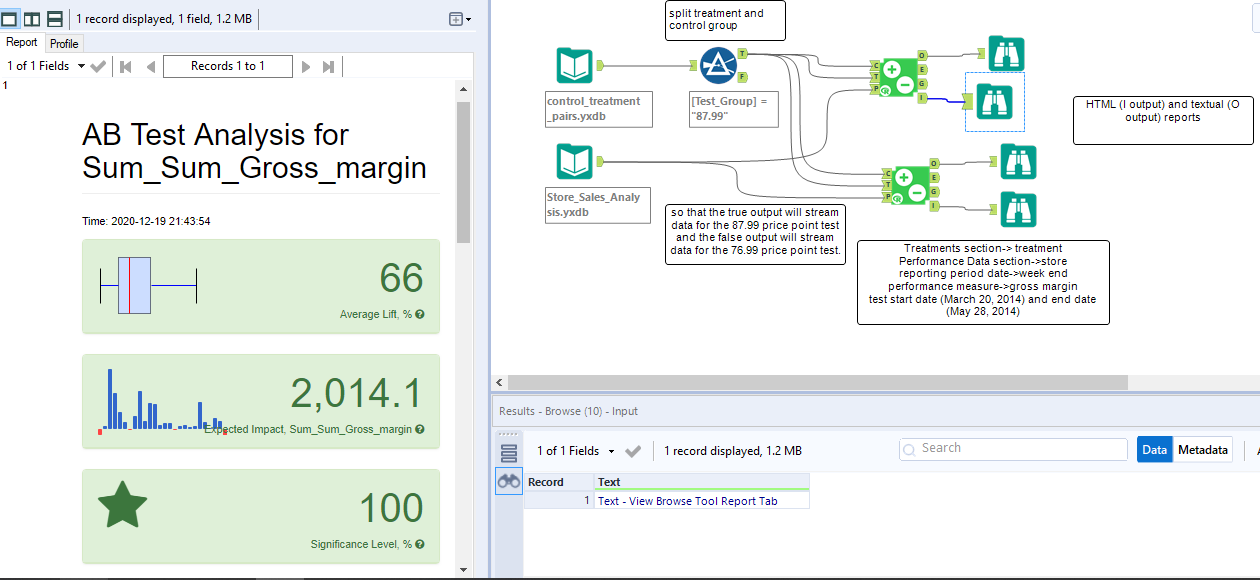 1 record displayed, 1 field, 1.2 MB
Report Profile
1 of 1 Fields Records 1 to 1
1
AB Test Analysis for
Sum_Sum_Gross_margin
Time: 2020-12-19 21:43:54
66
Average Lift, %
2,014.1
Expected Impact, Sum_Sum_Gross_margin
100
Significance Level, %
split treatment and
control group
T
F
control_treatment
_pairs.yxdb
[Test_Group] =
"87.99"
C
T
P
O
E
G
I
HTML (I output) and textual (O
output) reports
Store_Sales_Analy
sis.yxdb
C
T
P
O
E
G
I
so that the true output will stream
data for the 87.99 price point test
and the false output will stream
data for the 76.99 price point test.
Treatments section-> treatment
Performance Data section->store
reporting period date->week end
performance measure->gross margin
test start date (March 20, 2014) and end date
(May 28, 2014)
Results - Browse (10) - Input
1 of 1 Fields 1 record displayed, 1.2 MB Search Data Metadata
Record Text
1 Text - View Browse Tool Report Tab